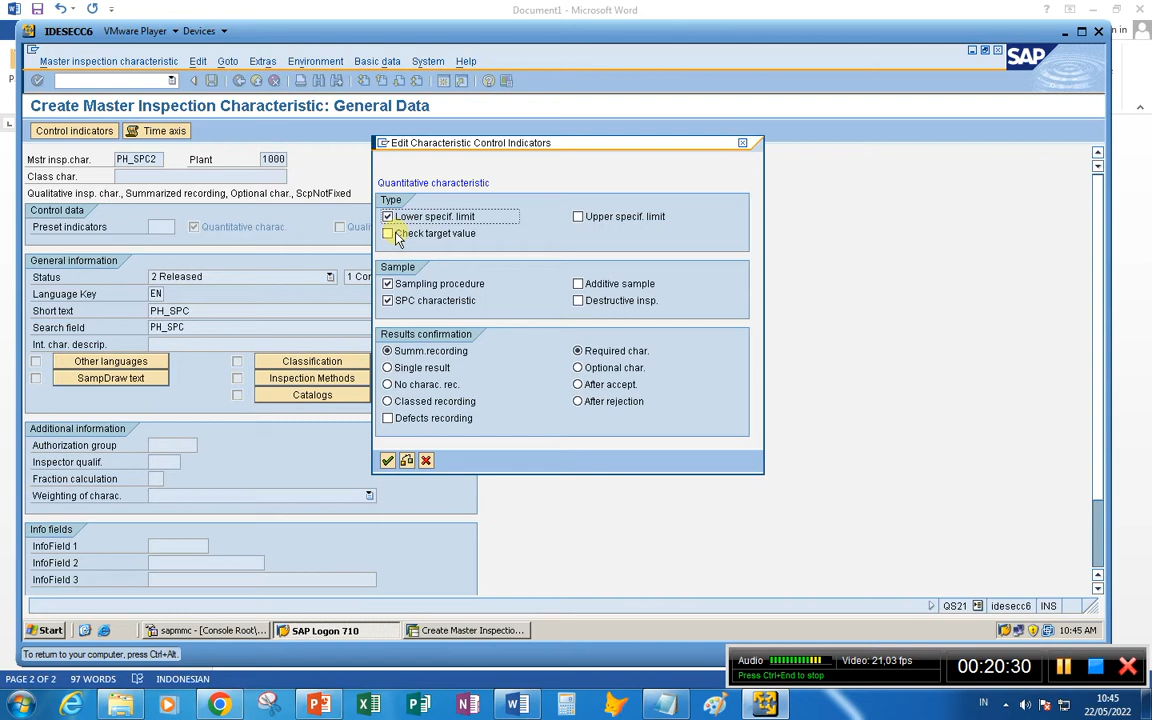 Document1 - Microsoft Word
IDESECC6
VMware Player
Devices
in in
Master inspection characteristic Edit Goto Extras Environment Basic data System Help
SAP
Create Master Inspection Characteristic: General Data
Control indicators
Time axis
Mstr insp.char. PH_SPC2 Plant 1000
Class char.
Qualitative insp. char., Summarized recording, Optional char., ScpNotFixed
Control data
Preset indicators
Quantitative charac.
Quali
General information
Status 2 Released 1 Con
Language Key EN
Short text PH_SPC
Search field PH_SPC
Int. char. descrip.
Other languages
Classification
SampDraw text
Inspection Methods
Catalogs
Additional information
Authorization group
Inspector qualif.
Fraction calculation
Weighting of charac.
Info fields
InfoField 1
InfoField 2
InfoField 3
Edit Characteristic Control Indicators
Quantitative characteristic
Type
Lower specif. limit
Upper specif. limit
Check target value
Sample
Sampling procedure
Additive sample
SPC characteristic
Destructive insp.
Results confirmation
Summ.recording
Required char.
Single result
Optional char.
No charac. rec.
After accept.
Classed recording
After rejection
Defects recording
QS21 idesecc6 INS
Start
sapmmc - [Console Root\...
SAP Logon 710
Create Master Inspectio...
10:45 AM
To return to your computer, press Ctrl+Alt.
PAGE 2 OF 2 97 WORDS INDONESIAN
Audio
Video: 21,03 fps
Press Ctrl+End to stop
00:20:30
IN
10:45
22/05/2022